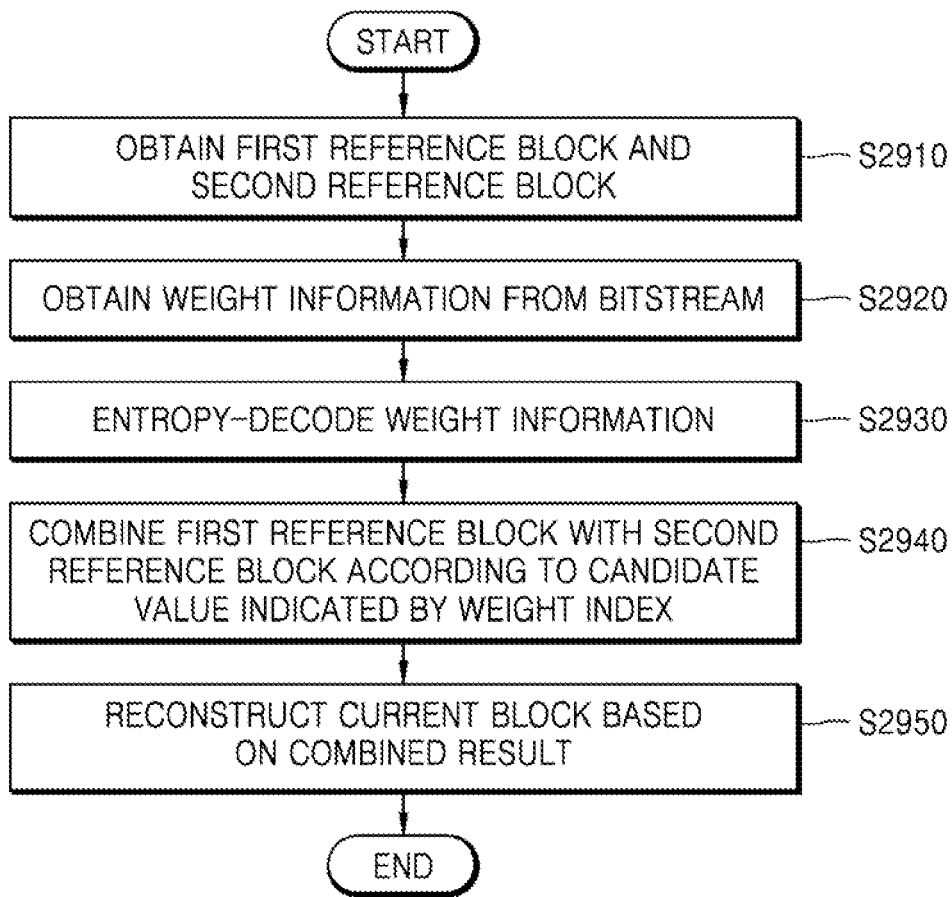 START
OBTAIN FIRST REFERENCE BLOCK AND
SECOND REFERENCE BLOCK
S2910
OBTAIN WEIGHT INFORMATION FROM BITSTREAM
S2920
ENTROPY-DECODE WEIGHT INFORMATION
S2930
COMBINE FIRST REFERENCE BLOCK WITH SECOND
REFERENCE BLOCK ACCORDING TO CANDIDATE
VALUE INDICATED BY WEIGHT INDEX
S2940
RECONSTRUCT CURRENT BLOCK BASED
ON COMBINED RESULT
S2950
END